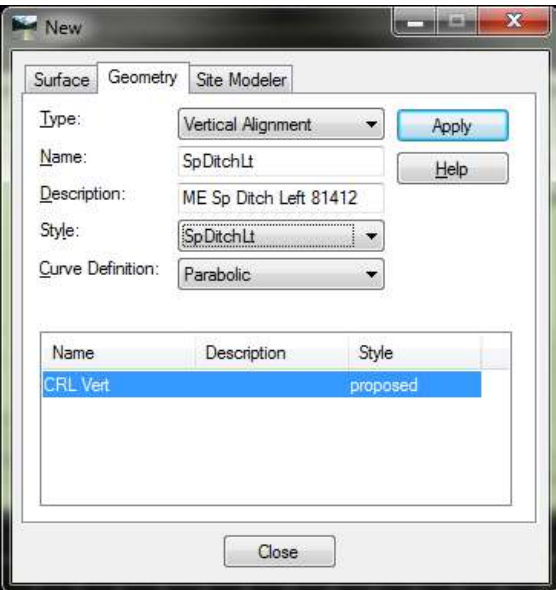 New
Surface Geometry Site Modeler
Type: Vertical Alignment Apply
Name: SpDitchLt Help
Description: ME Sp Ditch Left 81412
Style: SpDitchLt
Curve Definition: Parabolic
Name Description Style
CRL Vert proposed
Close